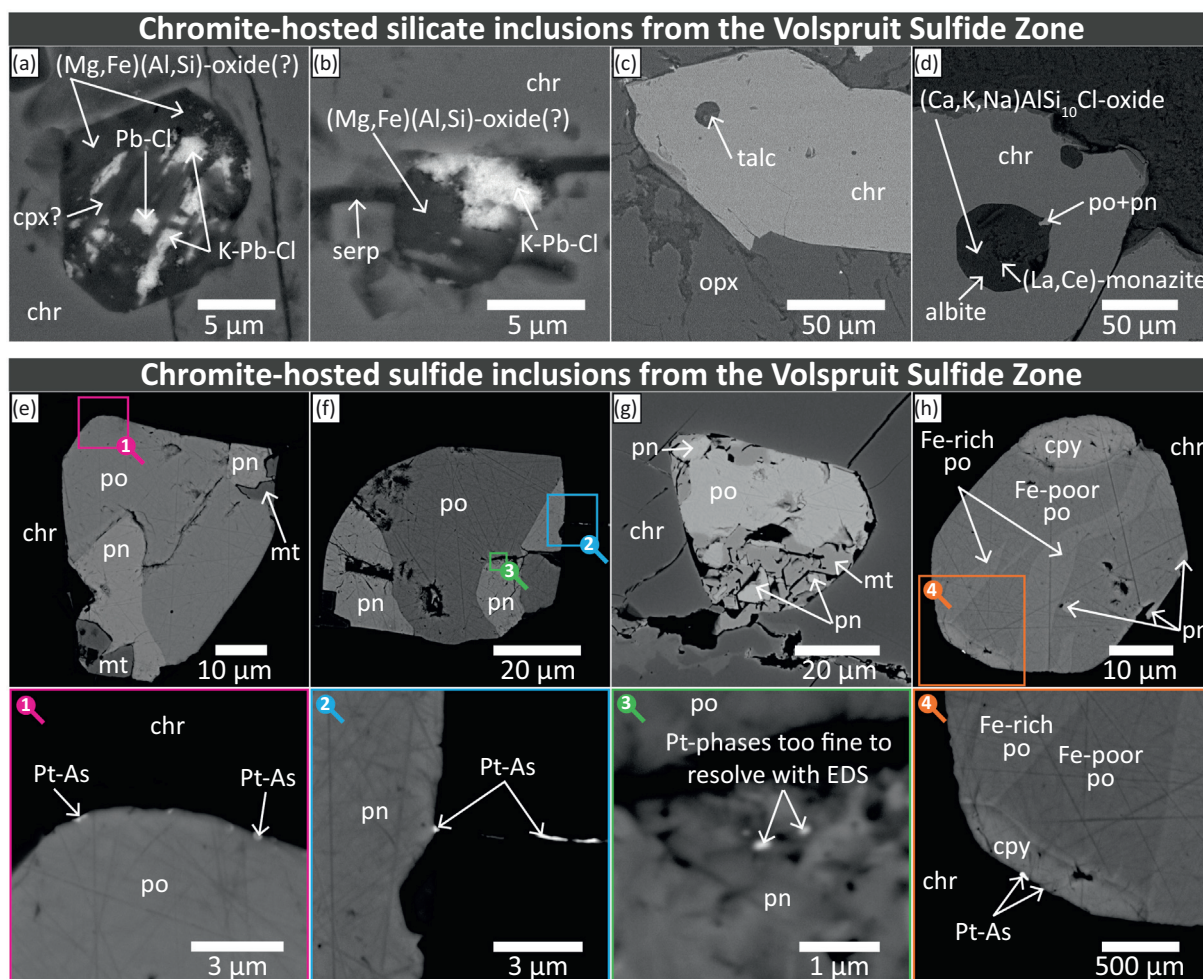 Chromite-hosted silicate inclusions from the Volspruit Sulfide Zone
(a)
(Mg,Fe)(Al,Si)-oxide(?)
Pb-Cl
cpx?
K-Pb-Cl
chr
5 µm
(b)
chr
(Mg,Fe)(Al,Si)-oxide(?)
serp
K-Pb-Cl
5 µm
(c)
talc
chr
opx
50 µm
(d)
(Ca,K,Na)AlSi₁₀Cl-oxide
chr
po+pn
(La,Ce)-monazite
albite
50 µm
Chromite-hosted sulfide inclusions from the Volspruit Sulfide Zone
(e)
1
po
pn
mt
chr
pn
mt
10 µm
(f)
po
2
3
pn
pn
20 µm
(g)
pn
po
chr
mt
pn
20 µm
(h)
Fe-rich
po
cpy
chr
Fe-poor
po
4
pn
10 µm
1
chr
Pt-As
Pt-As
po
3 µm
2
Pt-As
pn
3 µm
3
po
Pt-phases too fine to
resolve with EDS
pn
1 µm
4
Fe-rich
po
Fe-poor
po
cpy
chr
Pt-As
500 µm